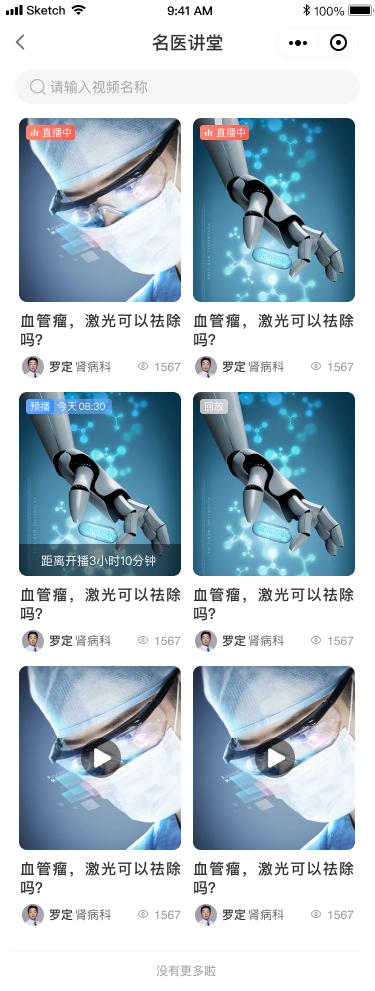 Sketch 9:41 AM 100%
名医讲堂
请输入视频名称
直播中
直播中
血管瘤，激光可以祛除
吗?
罗定 肾病科 1567
血管瘤，激光可以祛除
吗?
罗定 肾病科 1567
预播 今天 08:30
距离开播3小时10分钟
回放
血管瘤，激光可以祛除
吗?
罗定 肾病科 1567
血管瘤，激光可以祛除
吗?
罗定 肾病科 1567
血管瘤，激光可以祛除
吗?
罗定 肾病科 1567
血管瘤，激光可以祛除
吗?
罗定 肾病科 1567
没有更多啦